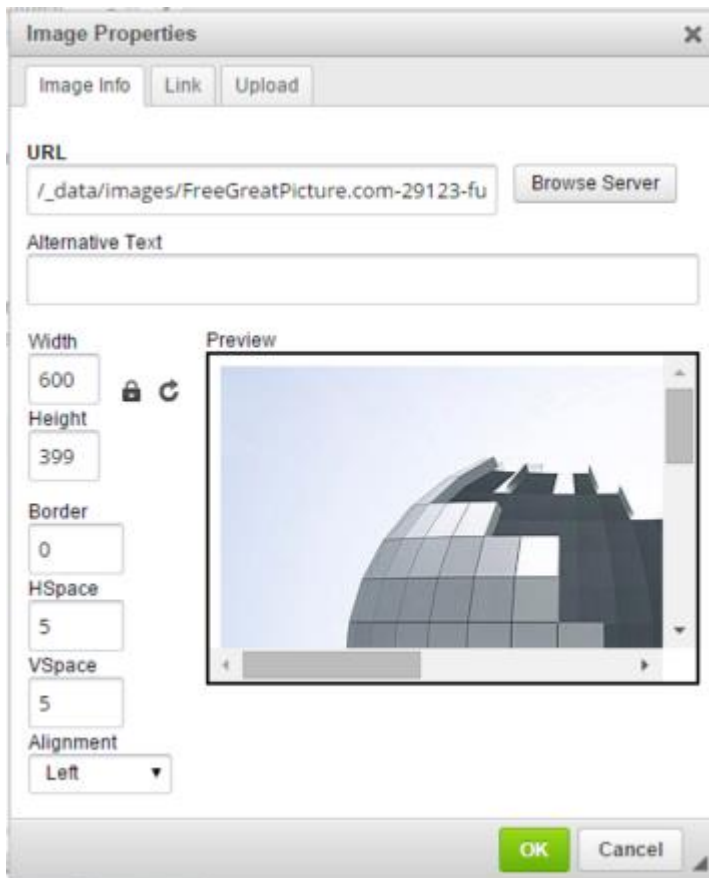 Image Properties
Image Info Link Upload
URL
/_data/images/FreeGreatPicture.com-29123-fu
Browse Server
Alternative Text
Width
600
Height
399
Border
0
HSpace
5
VSpace
5
Alignment
Left
Preview
OK Cancel